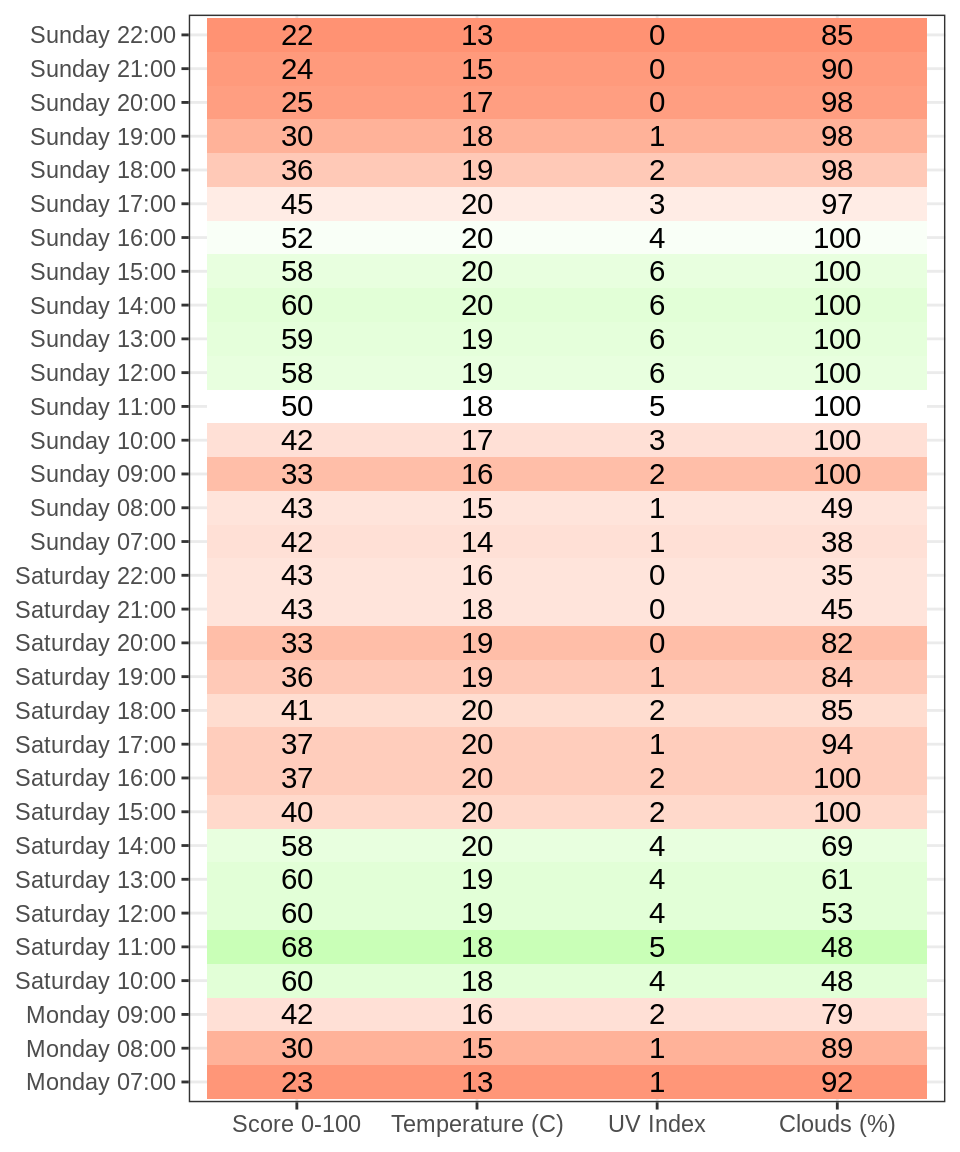 Sunday 22:00 22 13 0 85
Sunday 21:00 24 15 0 90
Sunday 20:00 25 17 0 98
Sunday 19:00 30 18 1 98
Sunday 18:00 36 19 2 98
Sunday 17:00 45 20 3 97
Sunday 16:00 52 20 4 100
Sunday 15:00 58 20 6 100
Sunday 14:00 60 20 6 100
Sunday 13:00 59 19 6 100
Sunday 12:00 58 19 6 100
Sunday 11:00 50 18 5 100
Sunday 10:00 42 17 3 100
Sunday 09:00 33 16 2 100
Sunday 08:00 43 15 1 49
Sunday 07:00 42 14 1 38
Saturday 22:00 43 16 0 35
Saturday 21:00 43 18 0 45
Saturday 20:00 33 19 0 82
Saturday 19:00 36 19 1 84
Saturday 18:00 41 20 2 85
Saturday 17:00 37 20 1 94
Saturday 16:00 37 20 2 100
Saturday 15:00 40 20 2 100
Saturday 14:00 58 20 4 69
Saturday 13:00 60 19 4 61
Saturday 12:00 60 19 4 53
Saturday 11:00 68 18 5 48
Saturday 10:00 60 18 4 48
Monday 09:00 42 16 2 79
Monday 08:00 30 15 1 89
Monday 07:00 23 13 1 92
Score 0-100 Temperature (C) UV Index Clouds (%)